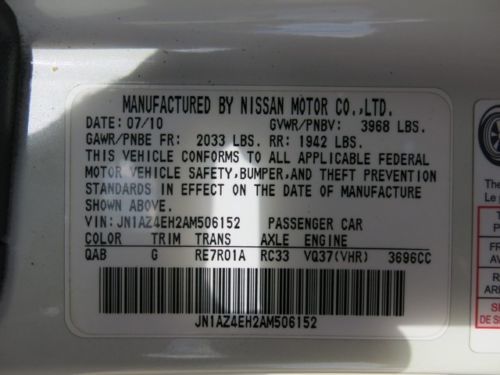 MANUFACTURED BY NISSAN MOTOR CO.,LTD.
DATE: 07/10 GVWR/PNBV: 3968 LBS.
GAWR/PNBE FR: 2033 LBS. RR: 1942 LBS.
THIS VEHICLE CONFORMS TO ALL APPLICABLE FEDERAL
MOTOR VEHICLE SAFETY,BUMPER,AND THEFT PREVENTION
STANDARDS IN EFFECT ON THE DATE OF MANUFACTURE
SHOWN ABOVE.
VIN:JN1AZ4EH2AM506152 PASSENGER CAR
COLOR TRIM TRANS AXLE ENGINE
QAB G RE7R01A RC33 VQ37(VHR) 3696CC
JN1AZ4EH2AM506152